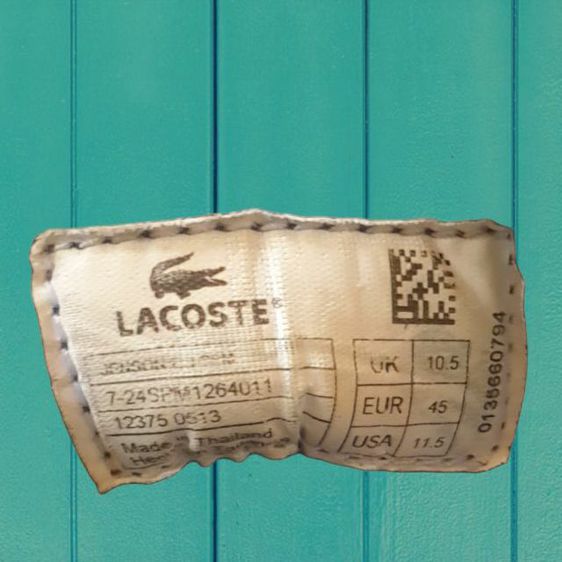 LACOSTE®
7-24SPM1264011
12375 0513
Made in Thailand
UK 10.5
EUR 45
USA 11.5
0135660794